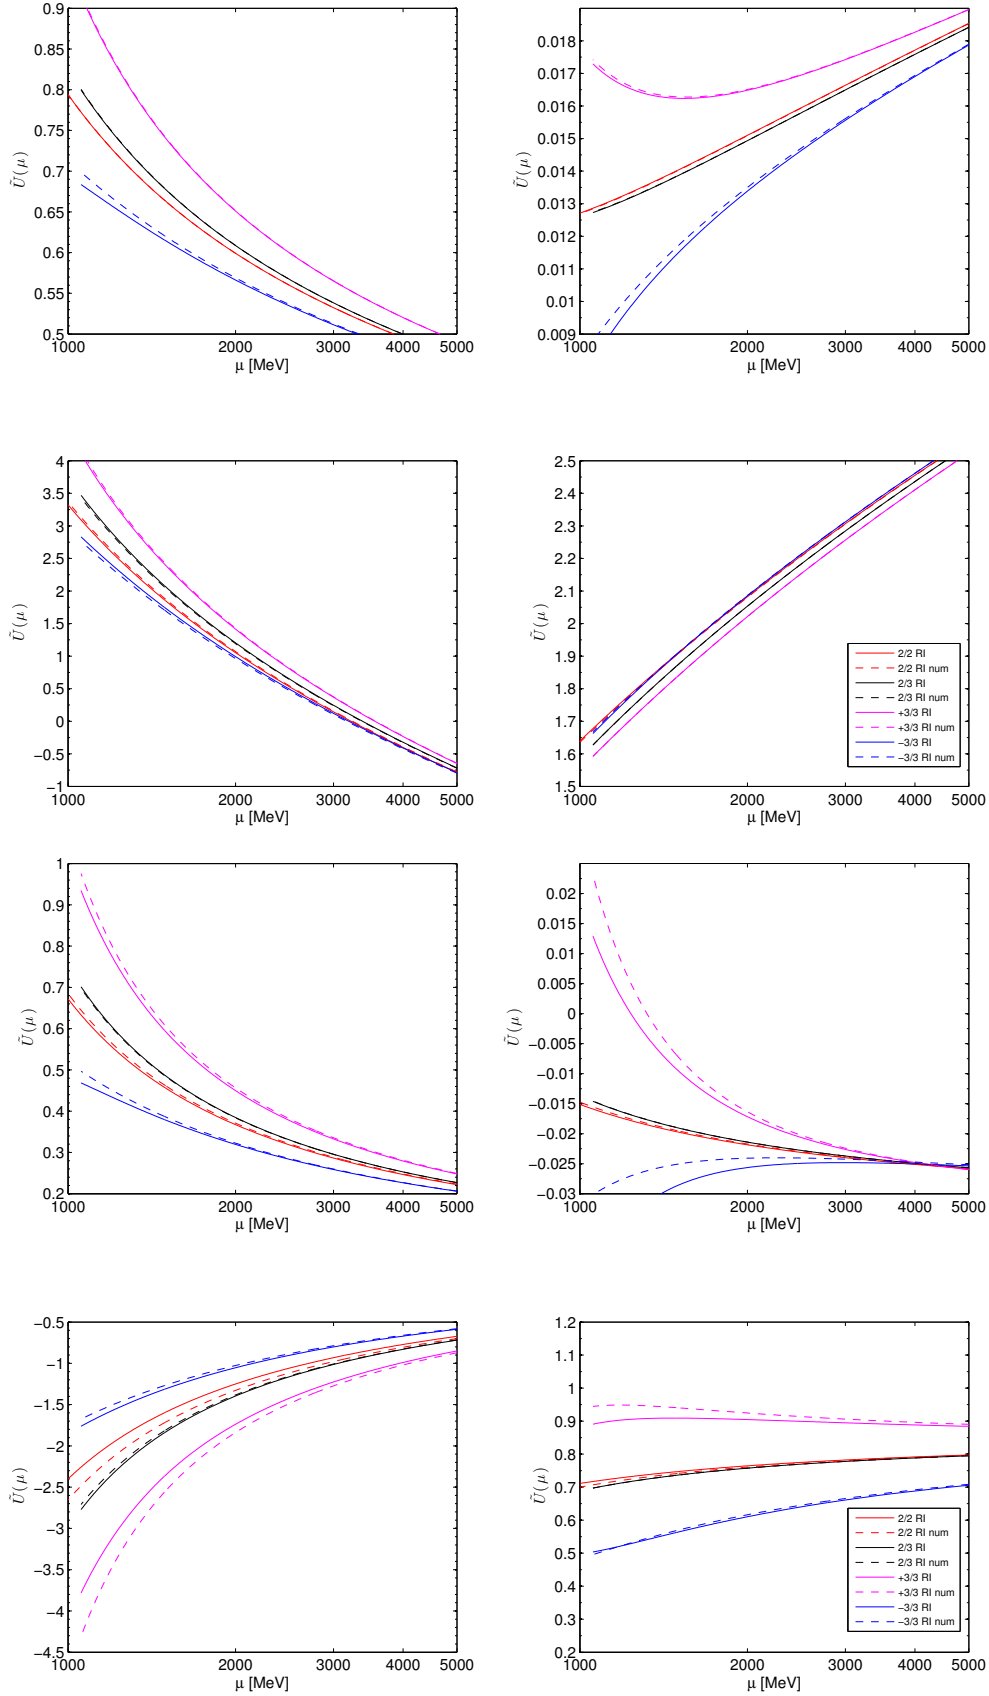 0.9
0.85
0.8
0.75
0.7
0.65
0.6
0.55
0.5
Ũ(μ)
1000 2000 3000 4000 5000
μ [MeV]
0.018
0.017
0.016
0.015
0.014
0.013
0.012
0.011
0.01
0.009
Ũ(μ)
1000 2000 3000 4000 5000
μ [MeV]
4
3.5
3
2.5
2
1.5
1
0.5
0
−0.5
−1
Ũ(μ)
1000 2000 3000 4000 5000
μ [MeV]
2.5
2.4
2.3
2.2
2.1
2
1.9
1.8
1.7
1.6
1.5
Ũ(μ)
1000 2000 3000 4000 5000
μ [MeV]
2/2 RI
2/2 RI num
2/3 RI
2/3 RI num
+3/3 RI
+3/3 RI num
−3/3 RI
−3/3 RI num
1
0.9
0.8
0.7
0.6
0.5
0.4
0.3
0.2
Ũ(μ)
1000 2000 3000 4000 5000
μ [MeV]
0.02
0.015
0.01
0.005
0
−0.005
−0.01
−0.015
−0.02
−0.025
−0.03
Ũ(μ)
1000 2000 3000 4000 5000
μ [MeV]
−0.5
−1
−1.5
−2
−2.5
−3
−3.5
−4
−4.5
Ũ(μ)
1000 2000 3000 4000 5000
μ [MeV]
1.2
1.1
1
0.9
0.8
0.7
0.6
0.5
0.4
0.3
0.2
Ũ(μ)
1000 2000 3000 4000 5000
μ [MeV]
2/2 RI
2/2 RI num
2/3 RI
2/3 RI num
+3/3 RI
+3/3 RI num
−3/3 RI
−3/3 RI num